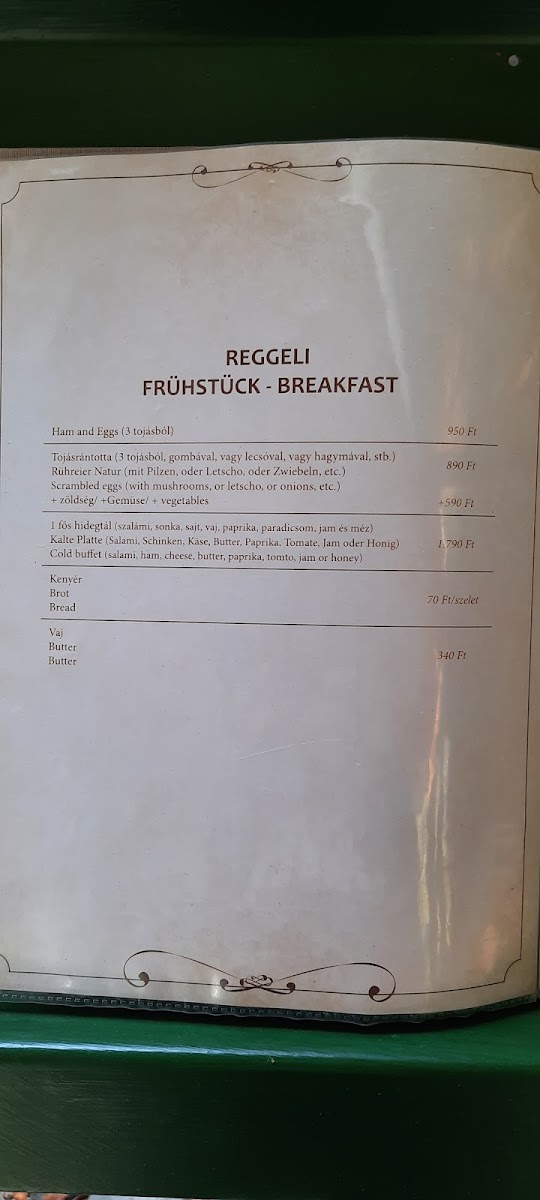 REGGELI
FRÜHSTÜCK - BREAKFAST
Ham and Eggs (3 tojásból) 950 Ft
Tojásrántotta (3 tojásból, gombával, vagy lecsóval, vagy hagymával, stb.)
Rühreier Natur (mit Pilzen, oder Letscho, oder Zwiebeln, etc.) 890 Ft
Scrambled eggs (with mushrooms, or letscho, or onions, etc.)
+ zöldség/ +Gemüse/ + vegetables +590 Ft
1 fős hidegtál (szalámi, sonka, sajt, vaj, paprika, paradicsom, jam és méz)
Kalte Platte (Salami, Schinken, Käse, Butter, Paprika, Tomate, Jam oder Honig) 1.790 Ft
Cold buffet (salami, ham, cheese, butter, paprika, tomto, jam or honey)
Kenyér
Brot 70 Ft/szelet
Bread
Vaj
Butter
Butter 340 Ft